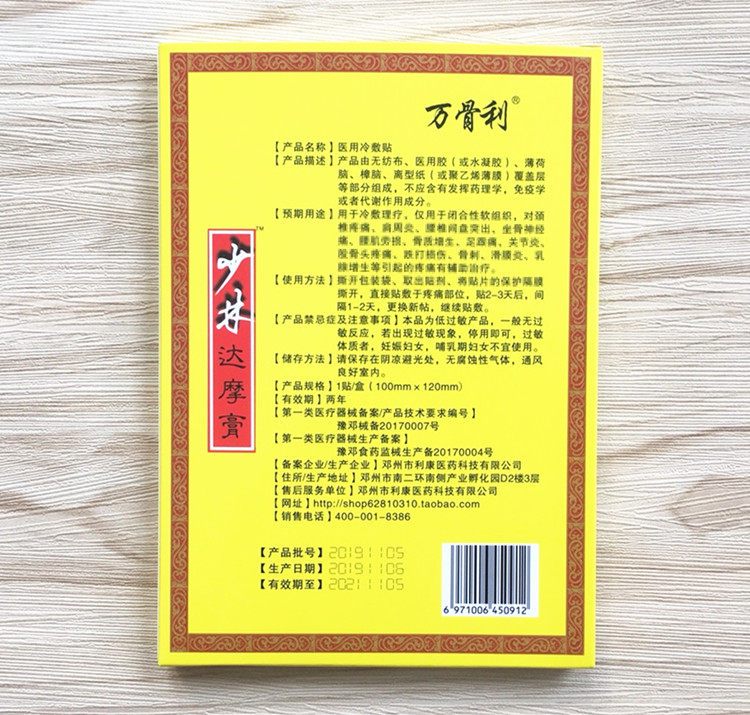 万骨利®
【产品名称】医用冷敷贴
【产品描述】产品由无纺布、医用胶（或水凝胶）、薄荷
脑、樟脑、离型纸（或聚乙烯薄膜）覆盖层
等部分组成，不应含有发挥药理学，免疫学
或者代谢作用成分。
【预期用途】用于冷敷理疗，仅用于闭合性软组织，对颈
椎疼痛，肩周炎、腰椎间盘突出，坐骨神经
痛，腰肌劳损、骨质增生、足跟痛、关节炎、
股骨头疼痛，跌打损伤、骨刺、滑膜炎、乳
腺增生等引起的疼痛有辅助治疗。
【使用方法】撕开包装袋、取出贴剂、将贴片的保护隔膜
撕开，直接贴敷于疼痛部位，贴2-3天后，间
隔1-2天，更换新帖，继续贴敷。
【产品禁忌症及注意事项】本品为低过敏产品，一般无过
敏反应，若出现过敏现象，停用即可，过敏
体质者，妊娠妇女，哺乳期妇女不宜使用。
【储存方法】请保存在阴凉避光处，无腐蚀性气体，通风
良好室内。
【产品规格】1贴/盒（100mm×120mm）
【有效期】两年
【第一类医疗器械备案/产品技术要求编号】
豫邓械备20170007号
【第一类医疗器械生产备案】
豫邓食药监械生产备20170004号
【备案企业/生产企业】邓州市利康医药科技有限公司
【住所/生产地址】邓州市南二环南侧产业孵化园D2楼3层
【售后服务单位】邓州市利康医药科技有限公司
【网址】http://shop62810310.taobao.com
【销售电话】400-001-8386
【产品批号】20191105
【生产日期】20191106
【有效期至】20211105
6 971006 450912
少林™
达摩膏